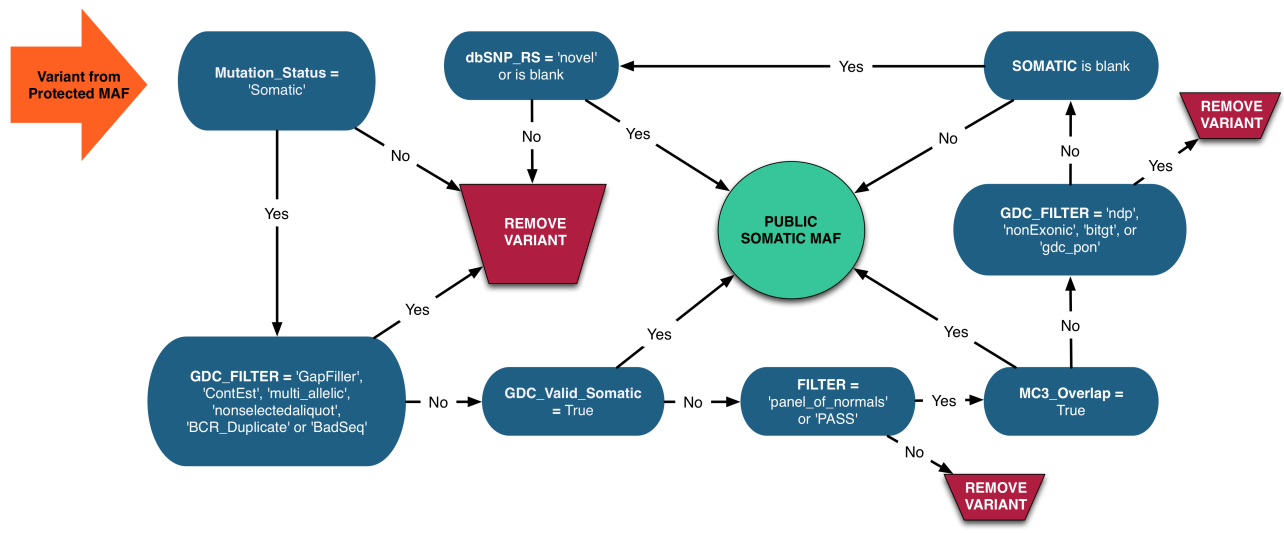 Variant from
Protected MAF
Mutation_Status =
'Somatic'
dbSNP_RS = 'novel'
or is blank
Yes
SOMATIC is blank
REMOVE
VARIANT
No
No
Yes
No
No
Yes
Yes
REMOVE
VARIANT
PUBLIC
SOMATIC MAF
GDC_FILTER = 'ndp',
'nonExonic', 'bitgt', or
'gdc_pon'
Yes
Yes
Yes
No
GDC_FILTER = 'GapFiller',
'ContEst', 'multi_allelic',
'nonselectedaliquot',
'BCR_Duplicate' or 'BadSeq'
No
GDC_Valid_Somatic
= True
No
FILTER =
'panel_of_normals'
or 'PASS'
Yes
MC3_Overlap =
True
No
REMOVE
VARIANT